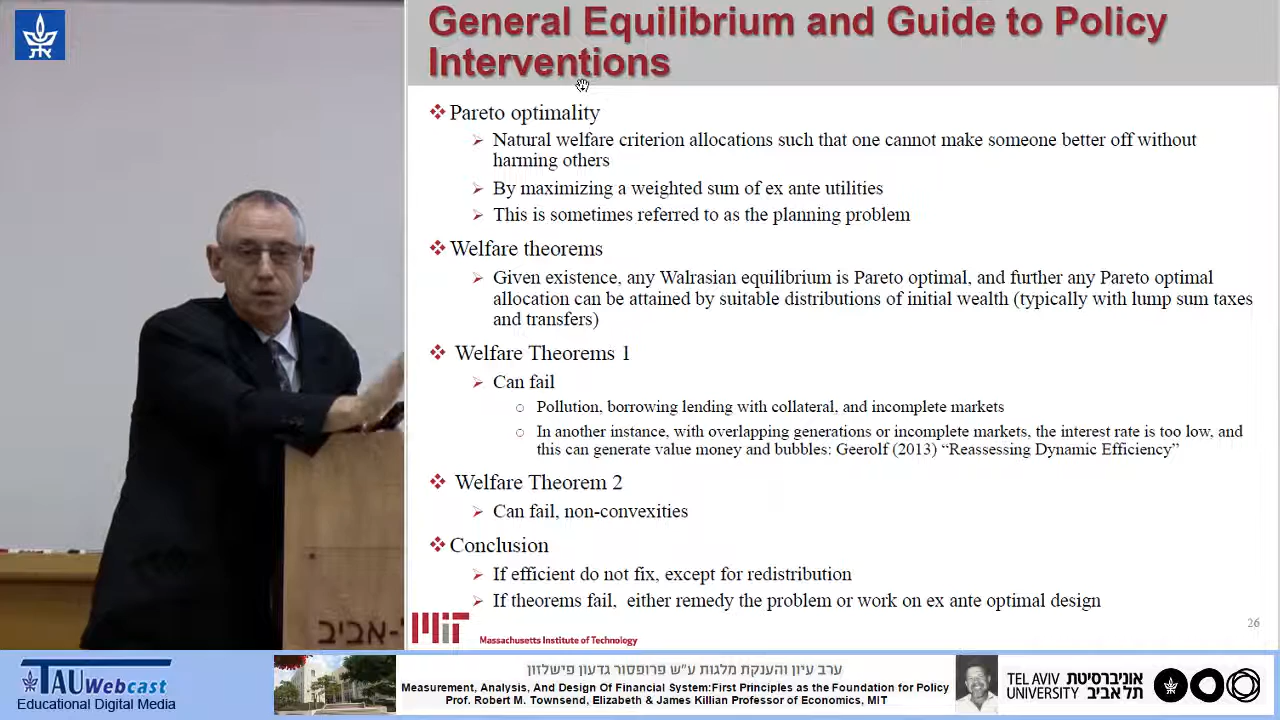 General Equilibrium and Guide to Policy
Interventions
Pareto optimality
Natural welfare criterion allocations such that one cannot make someone better off without
harming others
By maximizing a weighted sum of ex ante utilities
This is sometimes referred to as the planning problem
Welfare theorems
Given existence, any Walrasian equilibrium is Pareto optimal, and further any Pareto optimal
allocation can be attained by suitable distributions of initial wealth (typically with lump sum taxes
and transfers)
Welfare Theorems 1
Can fail
Pollution, borrowing lending with collateral, and incomplete markets
In another instance, with overlapping generations or incomplete markets, the interest rate is too low, and
this can generate value money and bubbles: Geerolf (2013) “Reassessing Dynamic Efficiency”
Welfare Theorem 2
Can fail, non-convexities
Conclusion
If efficient do not fix, except for redistribution
If theorems fail, either remedy the problem or work on ex ante optimal design
26
MIT
Massachusetts Institute of Technology
-אביב
TAU Webcast
Educational Digital Media
ערב עיון והענקת מלגות ע"ש פרופסור גדעון פישלזון
Measurement, Analysis, And Design Of Financial System:First Principles as the Foundation for Policy
Prof. Robert M. Townsend, Elizabeth & James Killian Professor of Economics, MIT
TEL AVIV אוניברסיטת
UNIVERSITY תל אביב